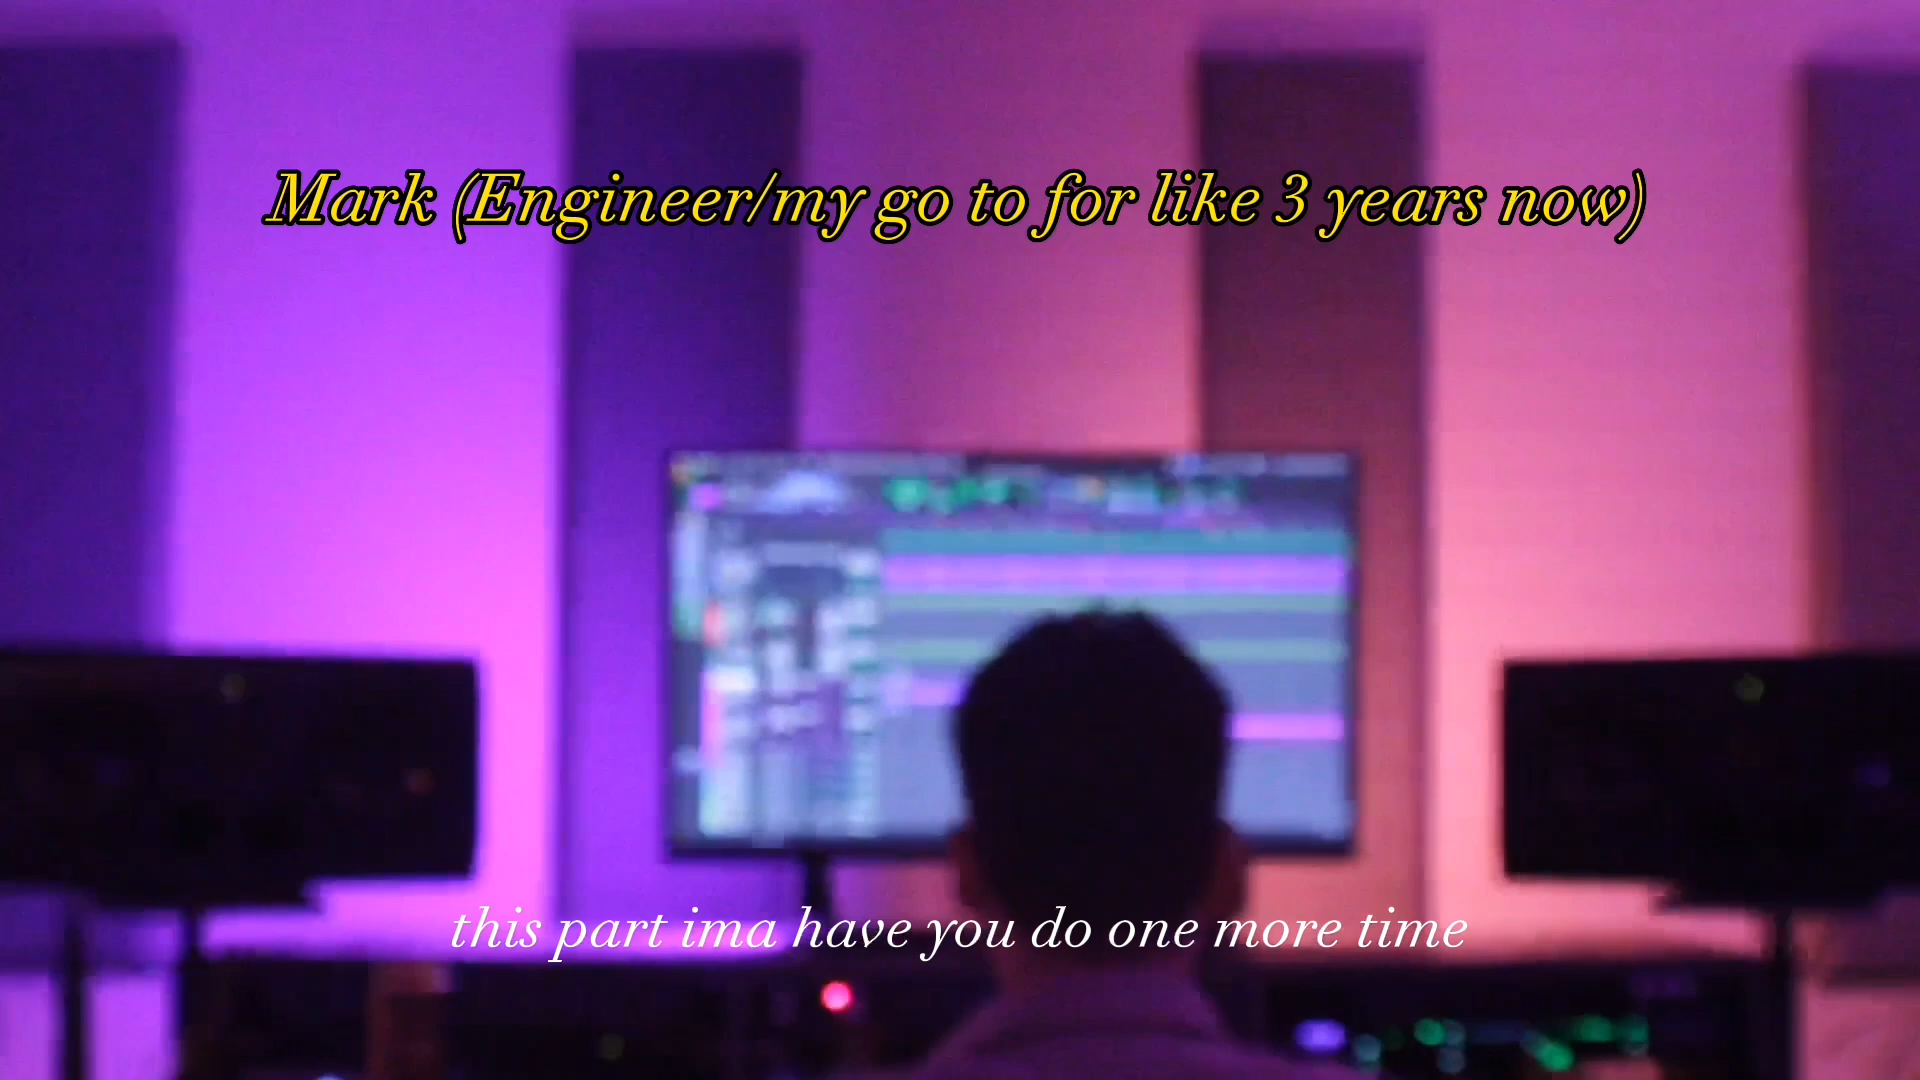 Mark (Engineer/my go to for like 3 years now)
this part ima have you do one more time